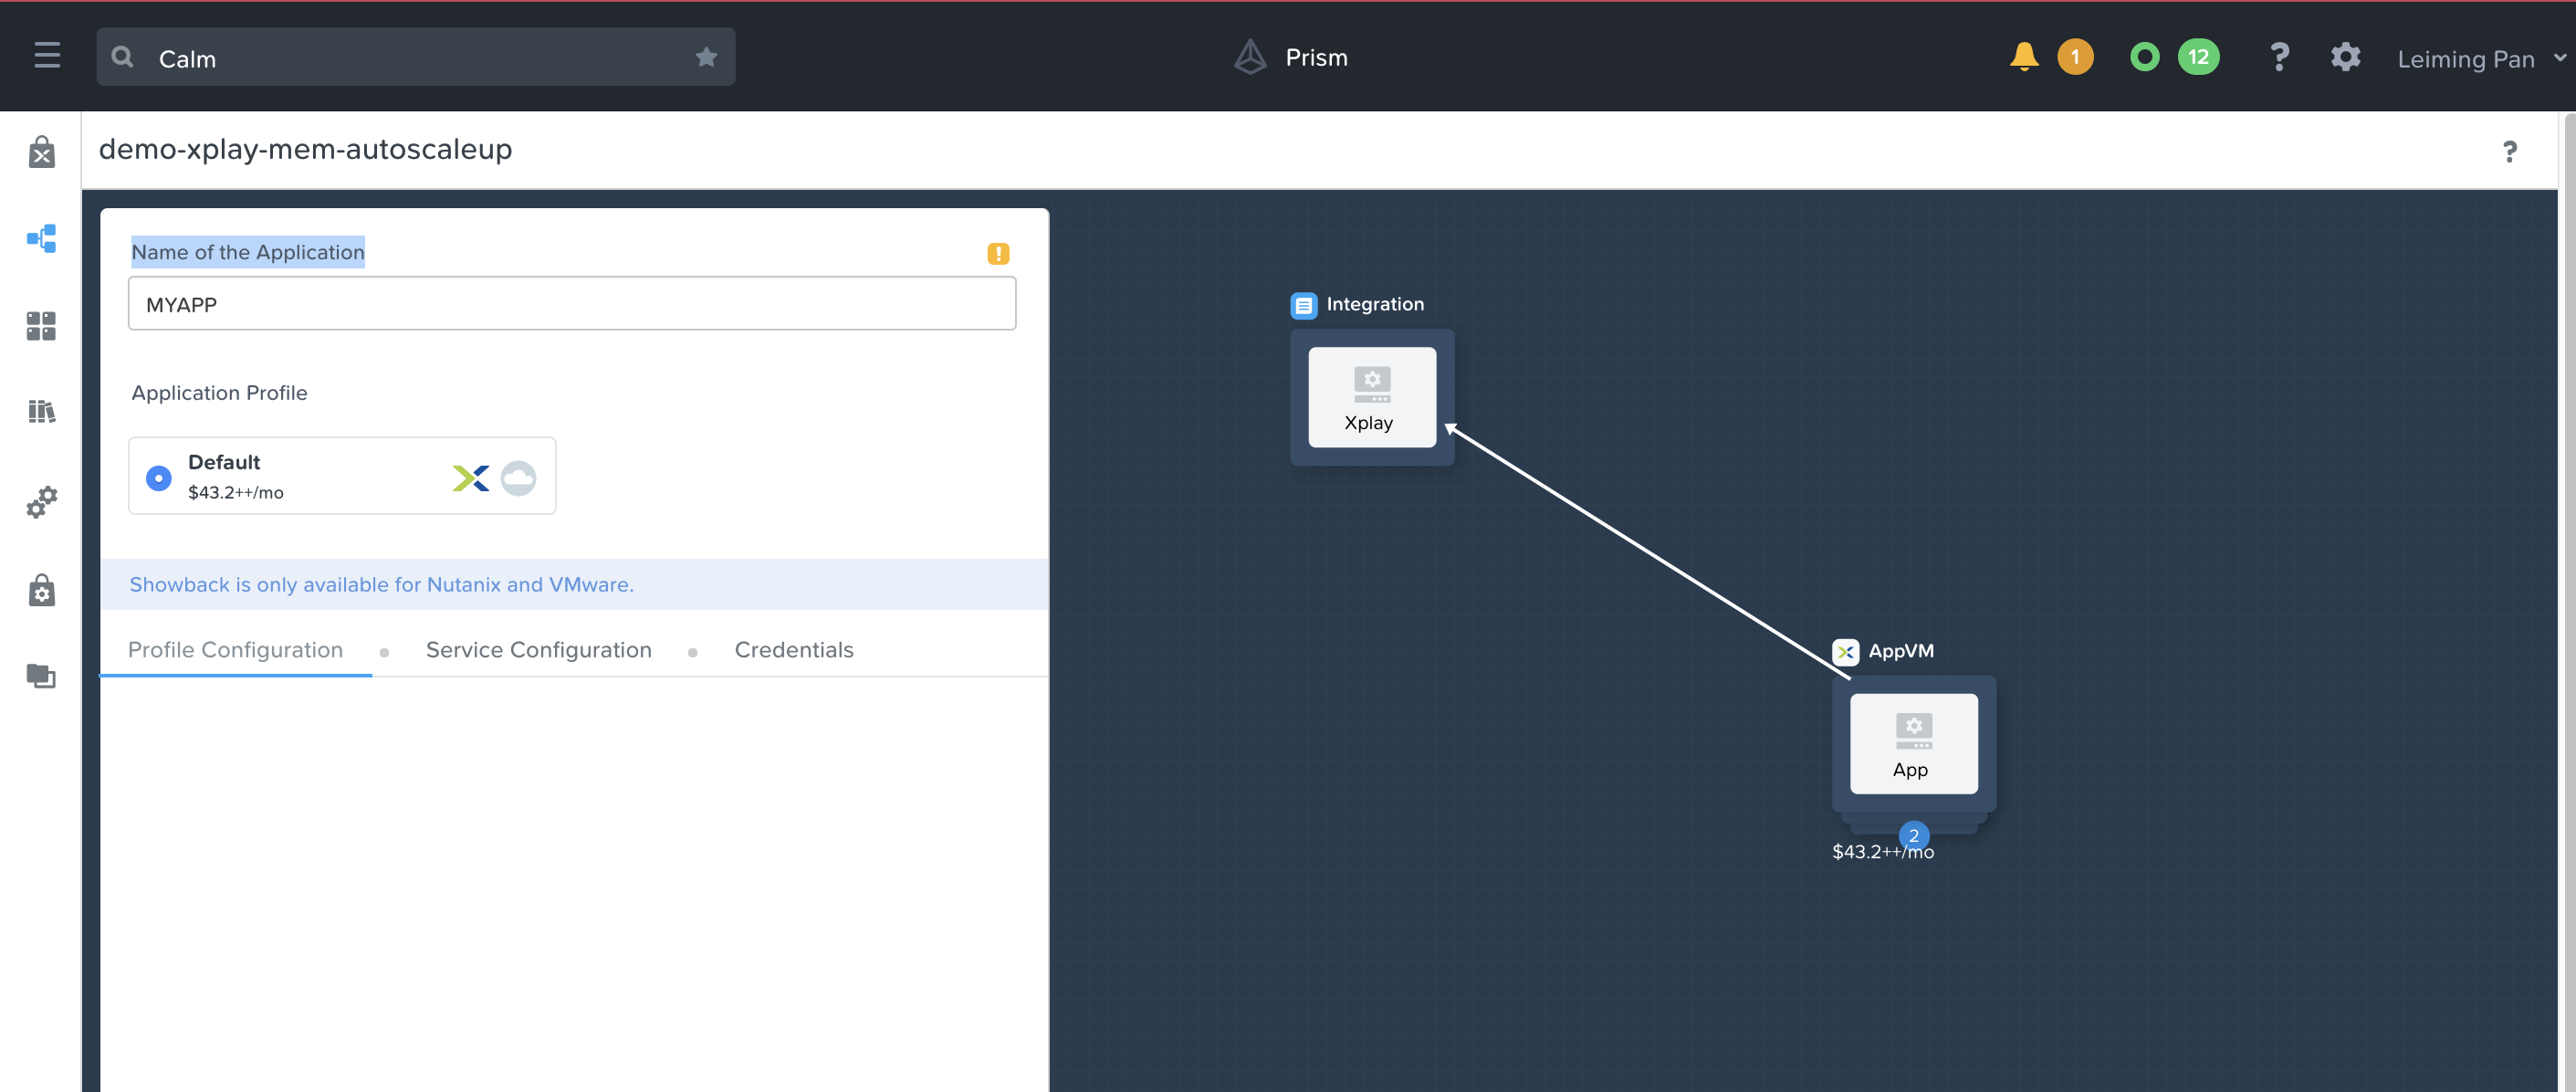 Calm
Prism
1
12
?
Leiming Pan
demo-xplay-mem-autoscaleup
?
Name of the Application
!
MYAPP
Application Profile
Default
$43.2++/mo
Showback is only available for Nutanix and VMware.
Profile Configuration
Service Configuration
Credentials
Integration
Xplay
AppVM
App
2
$43.2++/mo